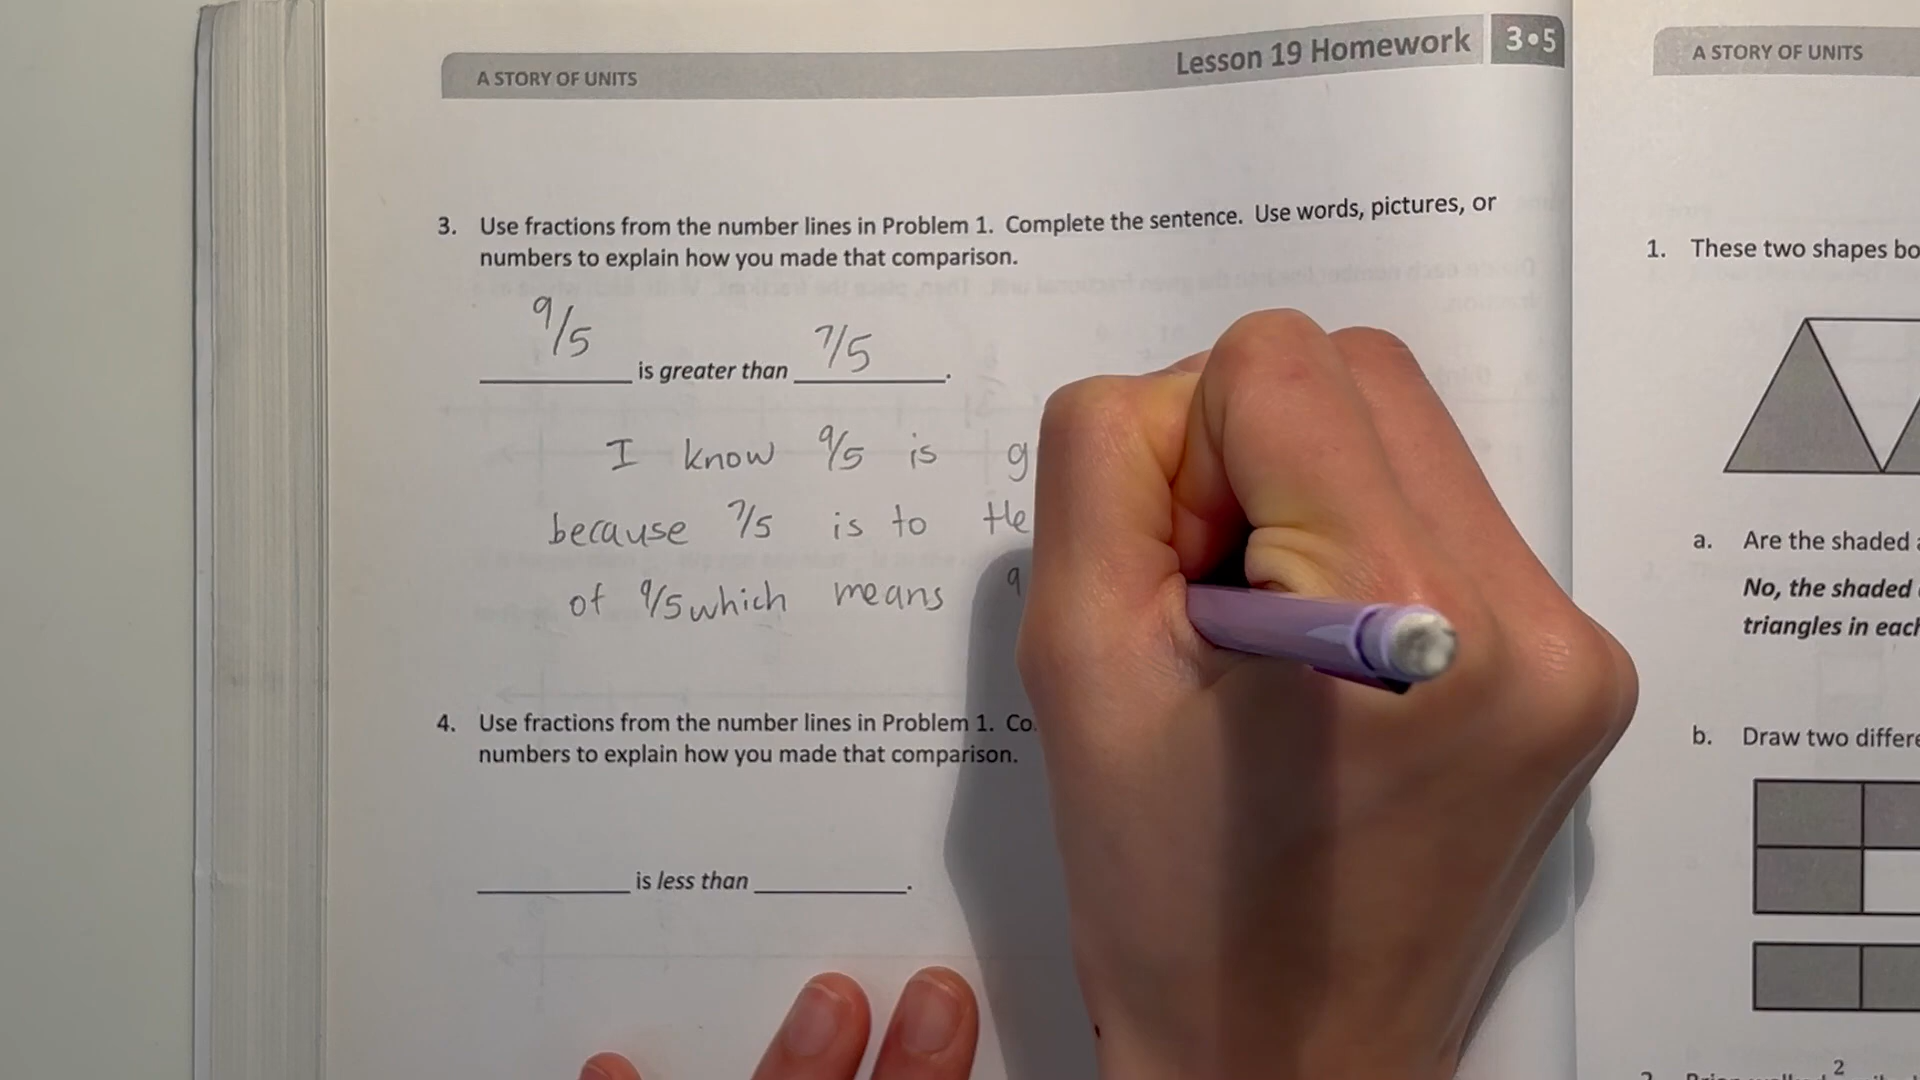 A STORY OF UNITS
Lesson 19 Homework 3•5
3. Use fractions from the number lines in Problem 1. Complete the sentence. Use words, pictures, or
numbers to explain how you made that comparison.
9/5 is greater than 7/5.
I know 9/5 is g
because 7/5 is to the
of 9/5 which means 9
4. Use fractions from the number lines in Problem 1. Co
numbers to explain how you made that comparison.
____________ is less than ____________.
A STORY OF UNITS
1. These two shapes bo
a. Are the shaded
No, the shaded
triangles in each
b. Draw two differe
2